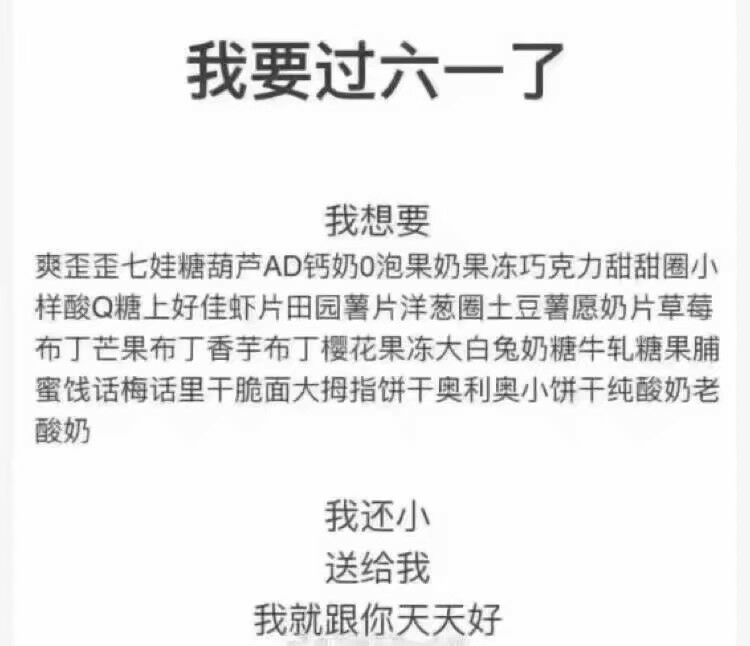 我要过六一了
我想要
爽歪歪七娃糖葫芦AD钙奶0泡果奶果冻巧克力甜甜圈小
样酸Q糖上好佳虾片田园薯片洋葱圈土豆薯愿奶片草莓
布丁芒果布丁香芋布丁樱花果冻大白兔奶糖牛轧糖果脯
蜜饯话梅话里干脆面大拇指饼干奥利奥小饼干纯酸奶老
酸奶
我还小
送给我
我就跟你天天好